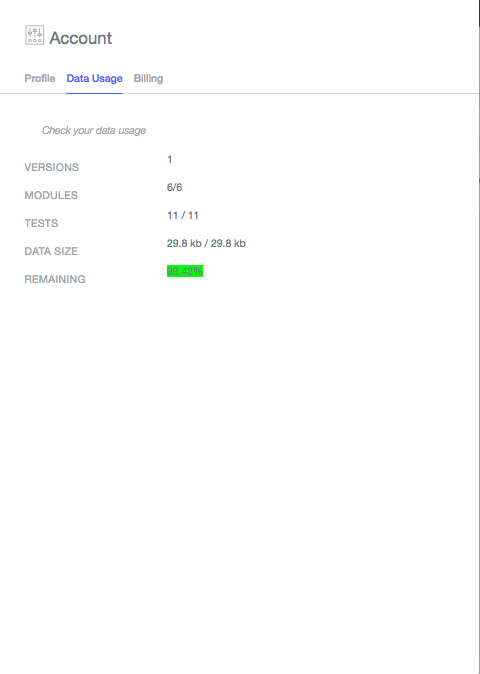 Account
Profile Data Usage Billing
Check your data usage
VERSIONS 1
MODULES 6/6
TESTS 11 / 11
DATA SIZE 29.8 kb / 29.8 kb
REMAINING 99.42%